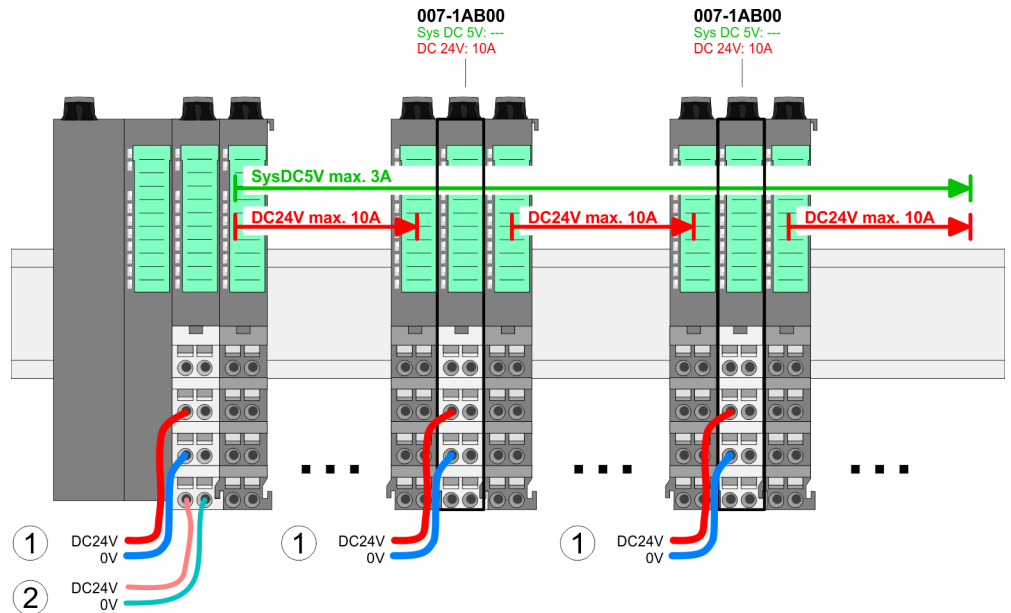 007-1AB00
Sys DC 5V: ---
DC 24V: 10A
007-1AB00
Sys DC 5V: ---
DC 24V: 10A
SysDC5V max. 3A
DC24V max. 10A
DC24V max. 10A
DC24V max. 10A
1
DC24V
0V
1
DC24V
0V
1
DC24V
0V
2
DC24V
0V